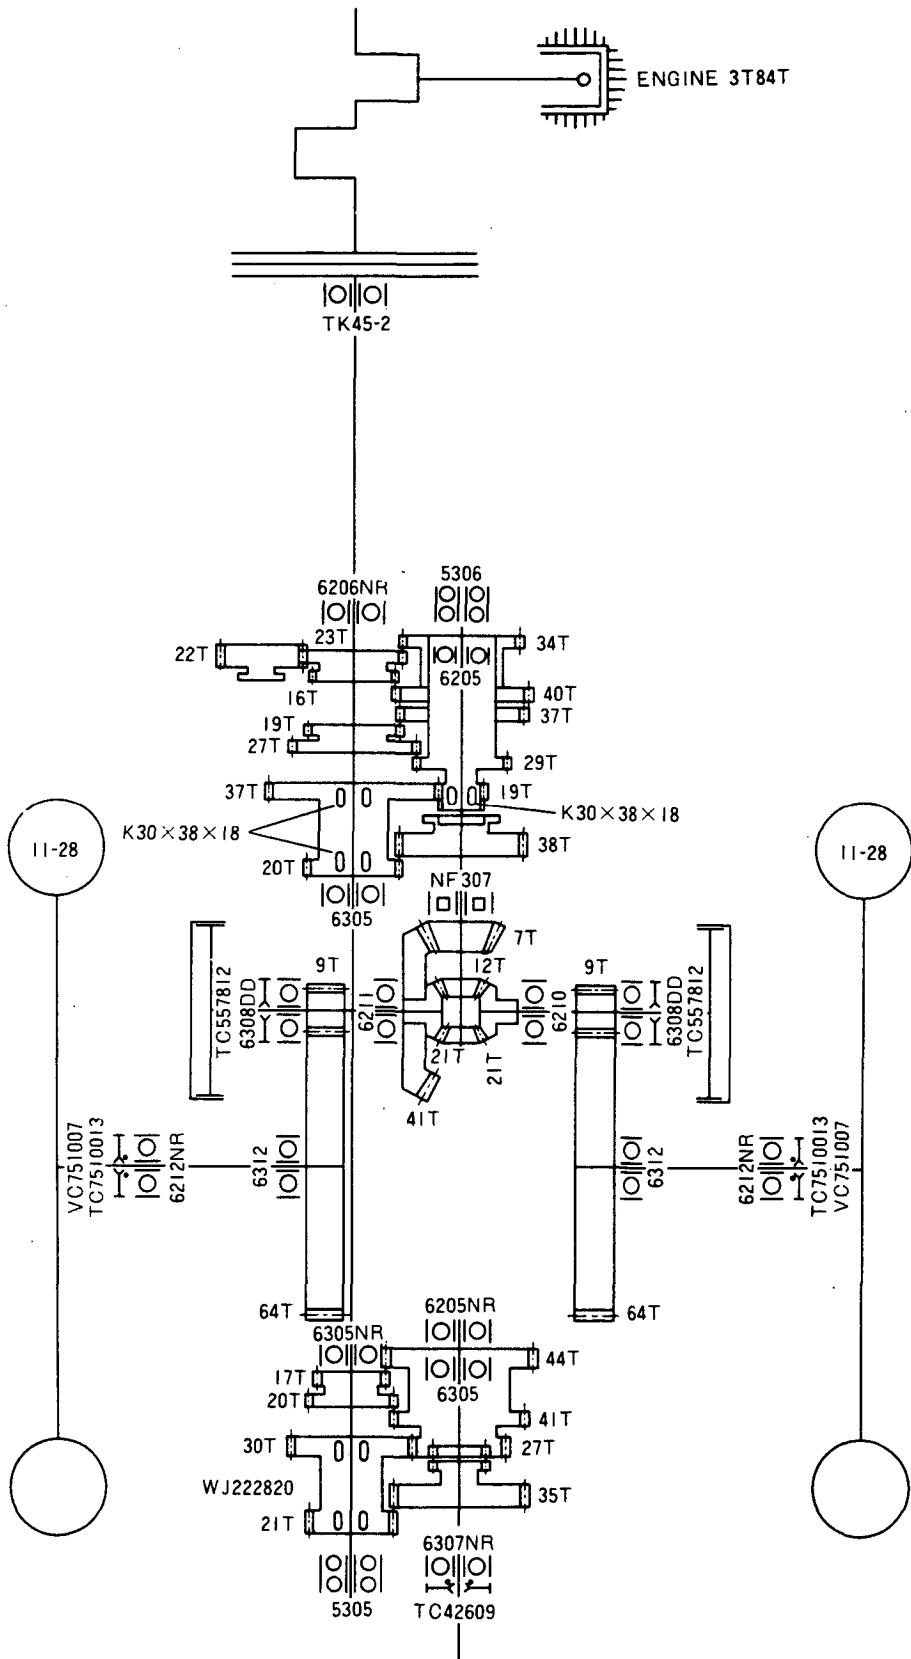 ENGINE 3T84T
TK45-2
6206NR
5306
23T
22T
34T
6205
16T
40T
37T
19T
27T
29T
37T
19T
K30×38×18
K30×38×18
11-28
11-28
38T
20T
NF307
6305
7T
9T
12T
9T
TC557812
6308DD
6211
6210
6308DD
TC557812
21T
21T
41T
VC751007
TC7510013
6212NR
6312
6312
6212NR
TC7510013
VC751007
64T
64T
6205NR
6305NR
44T
17T
6305
20T
41T
30T
27T
WJ222820
35T
21T
6307NR
5305
TC42609